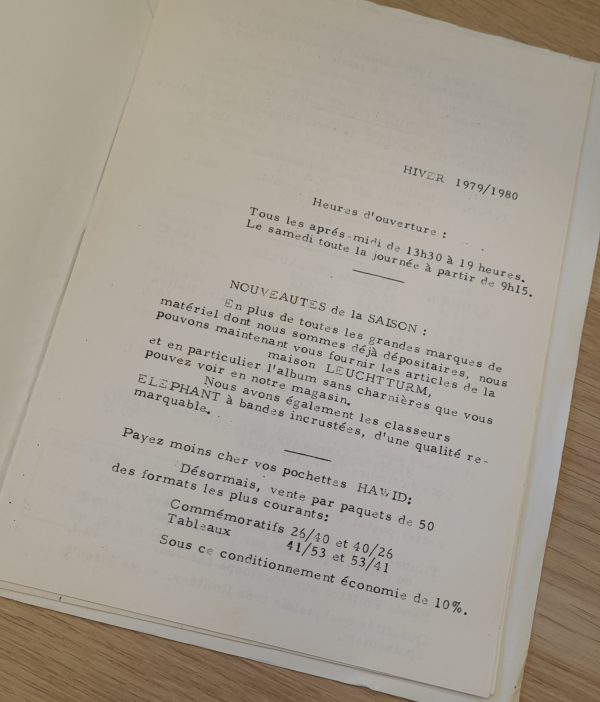 HIVER 1979/1980
Heures d'ouverture :
Tous les aprés-midi de 13h30 à 19 heures.
Le samedi toute la journée à partir de 9h15.
NOUVEAUTES de la SAISON :
En plus de toutes les grandes marques de
matériel dont nous sommes déjà dépositaires, nous
pouvons maintenant vous fournir les articles de la
maison LEUCHTTURM,
et en particulier l'album sans charnières que vous
pouvez voir en notre magasin.
Nous avons également les classeurs
ELEPHANT à bandes incrustées, d'une qualité re-
marquable.
Payez moins cher vos pochettes HAWID:
Désormais, vente par paquets de 50
des formats les plus courants:
Commémoratifs 26/40 et 40/26
Tableaux 41/53 et 53/41
Sous ce conditionnement économie de 10%.